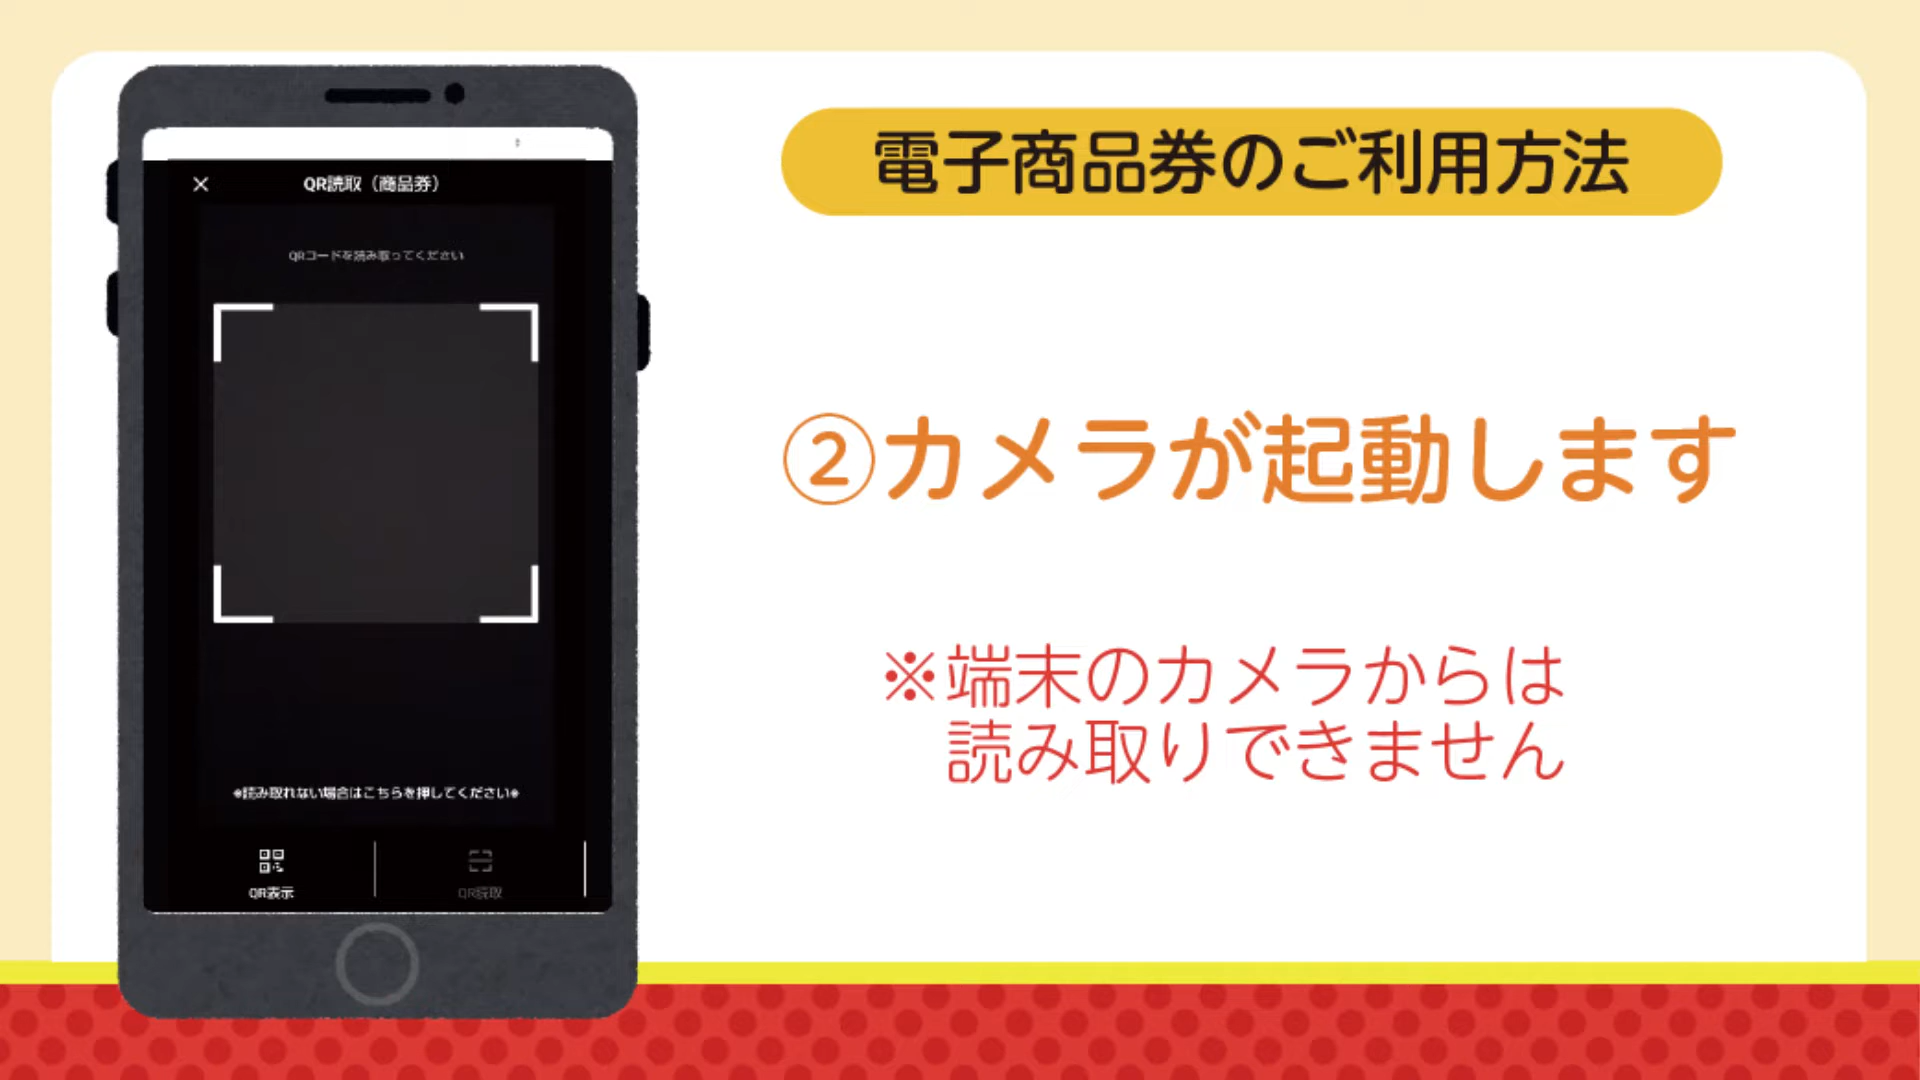 電子商品券のご利用方法
QR読取（商品券）
QRコードを読み取ってください
②カメラが起動します
※端末のカメラからは
読み取りできません
※読み取れない場合はこちらを押してください※
QR表示
QR読取